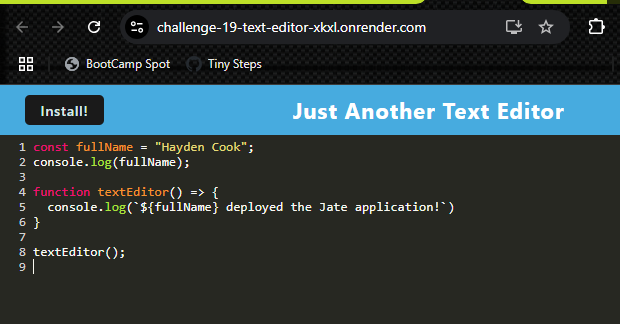 challenge-19-text-editor-xkxl.onrender.com
BootCamp Spot Tiny Steps
Install! Just Another Text Editor
1 const fullName = "Hayden Cook";
2 console.log(fullName);
3
4 function textEditor() => {
5   console.log(`${fullName} deployed the Jate application!`)
6 }
7
8 textEditor();
9